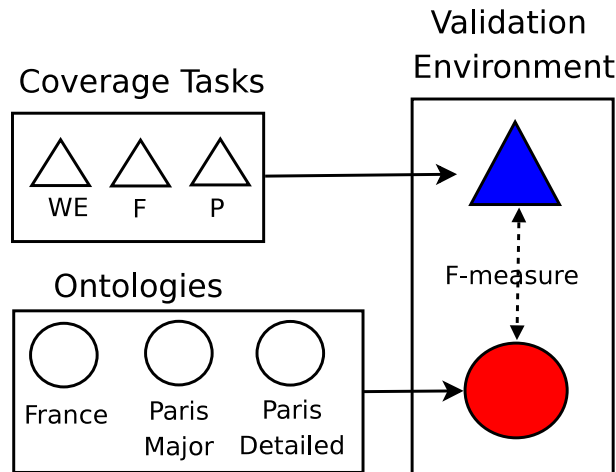 Validation
Environment
Coverage Tasks
WE F P
F-measure
Ontologies
France
Paris
Major
Paris
Detailed